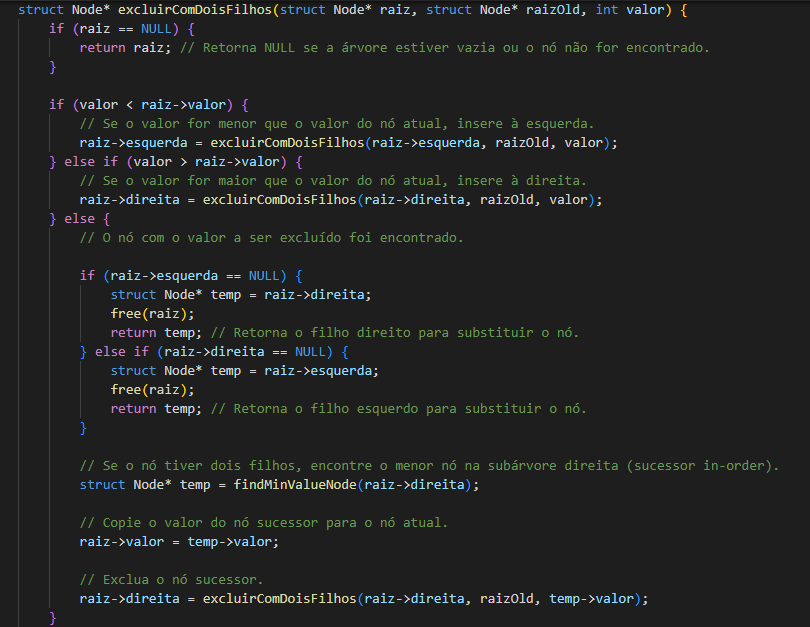 struct Node* excluirComDoisFilhos(struct Node* raiz, struct Node* raizOld, int valor) {
    if (raiz == NULL) {
        return raiz; // Retorna NULL se a árvore estiver vazia ou o nó não for encontrado.
    }

    if (valor < raiz->valor) {
        // Se o valor for menor que o valor do nó atual, insere à esquerda.
        raiz->esquerda = excluirComDoisFilhos(raiz->esquerda, raizOld, valor);
    } else if (valor > raiz->valor) {
        // Se o valor for maior que o valor do nó atual, insere à direita.
        raiz->direita = excluirComDoisFilhos(raiz->direita, raizOld, valor);
    } else {
        // O nó com o valor a ser excluído foi encontrado.

        if (raiz->esquerda == NULL) {
            struct Node* temp = raiz->direita;
            free(raiz);
            return temp; // Retorna o filho direito para substituir o nó.
        } else if (raiz->direita == NULL) {
            struct Node* temp = raiz->esquerda;
            free(raiz);
            return temp; // Retorna o filho esquerdo para substituir o nó.
        }

        // Se o nó tiver dois filhos, encontre o menor nó na subárvore direita (sucessor in-order).
        struct Node* temp = findMinValueNode(raiz->direita);

        // Copie o valor do nó sucessor para o nó atual.
        raiz->valor = temp->valor;

        // Exclua o nó sucessor.
        raiz->direita = excluirComDoisFilhos(raiz->direita, raizOld, temp->valor);
    }